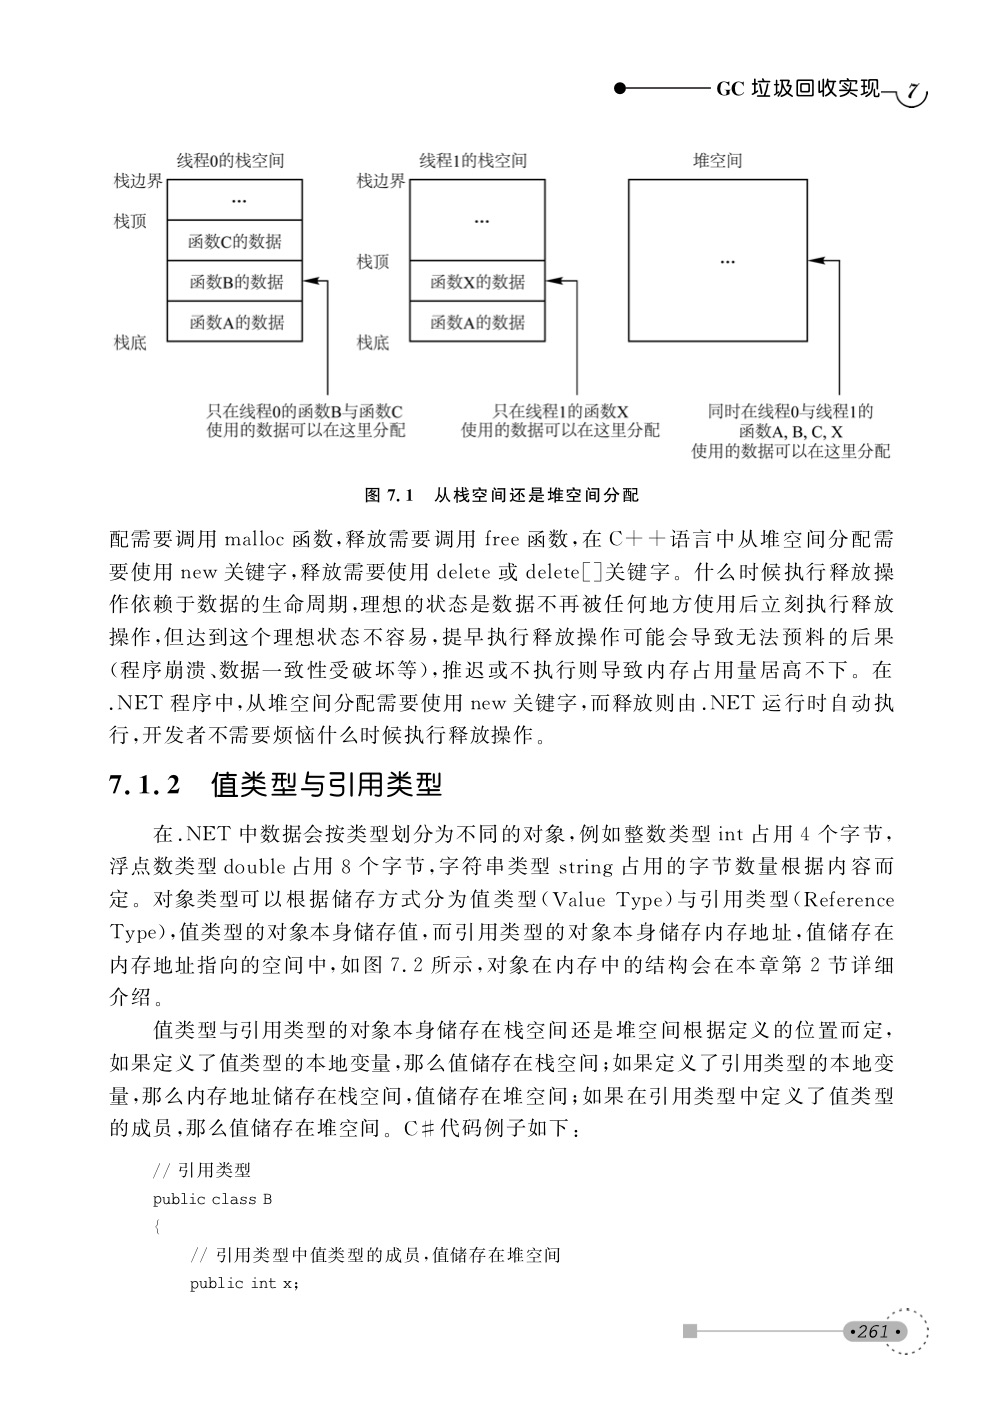 GC 垃圾回收实现 7
线程0的栈空间
栈边界
...
栈顶
函数C的数据
函数B的数据
函数A的数据
栈底
只在线程0的函数B与函数C
使用的数据可以在这里分配
线程1的栈空间
栈边界
...
栈顶
函数X的数据
函数A的数据
栈底
只在线程1的函数X
使用的数据可以在这里分配
堆空间
...
同时在线程0与线程1的
函数A, B, C, X
使用的数据可以在这里分配
图 7.1 从栈空间还是堆空间分配
配需要调用 malloc 函数,释放需要调用 free 函数,在 C++语言中从堆空间分配需
要使用 new 关键字,释放需要使用 delete 或 delete[]关键字。什么时候执行释放操
作依赖于数据的生命周期,理想的状态是数据不再被任何地方使用后立刻执行释放
操作,但达到这个理想状态不容易,提早执行释放操作可能会导致无法预料的后果
(程序崩溃、数据一致性受破坏等),推迟或不执行则导致内存占用量居高不下。在
.NET 程序中,从堆空间分配需要使用 new 关键字,而释放则由.NET 运行时自动执
行,开发者不需要烦恼什么时候执行释放操作。
7.1.2 值类型与引用类型
在.NET 中数据会按类型划分为不同的对象,例如整数类型 int 占用 4 个字节,
浮点数类型 double 占用 8 个字节,字符串类型 string 占用的字节数量根据内容而
定。对象类型可以根据储存方式分为值类型(Value Type)与引用类型(Reference
Type),值类型的对象本身储存值,而引用类型的对象本身储存内存地址,值储存在
内存地址指向的空间中,如图 7.2 所示,对象在内存中的结构会在本章第 2 节详细
介绍。
值类型与引用类型的对象本身储存在栈空间还是堆空间根据定义的位置而定,
如果定义了值类型的本地变量,那么值储存在栈空间;如果定义了引用类型的本地变
量,那么内存地址储存在栈空间,值储存在堆空间;如果在引用类型中定义了值类型
的成员,那么值储存在堆空间。C#代码例子如下:
// 引用类型
public class B
{
// 引用类型中值类型的成员,值储存在堆空间
public int x;
·261·